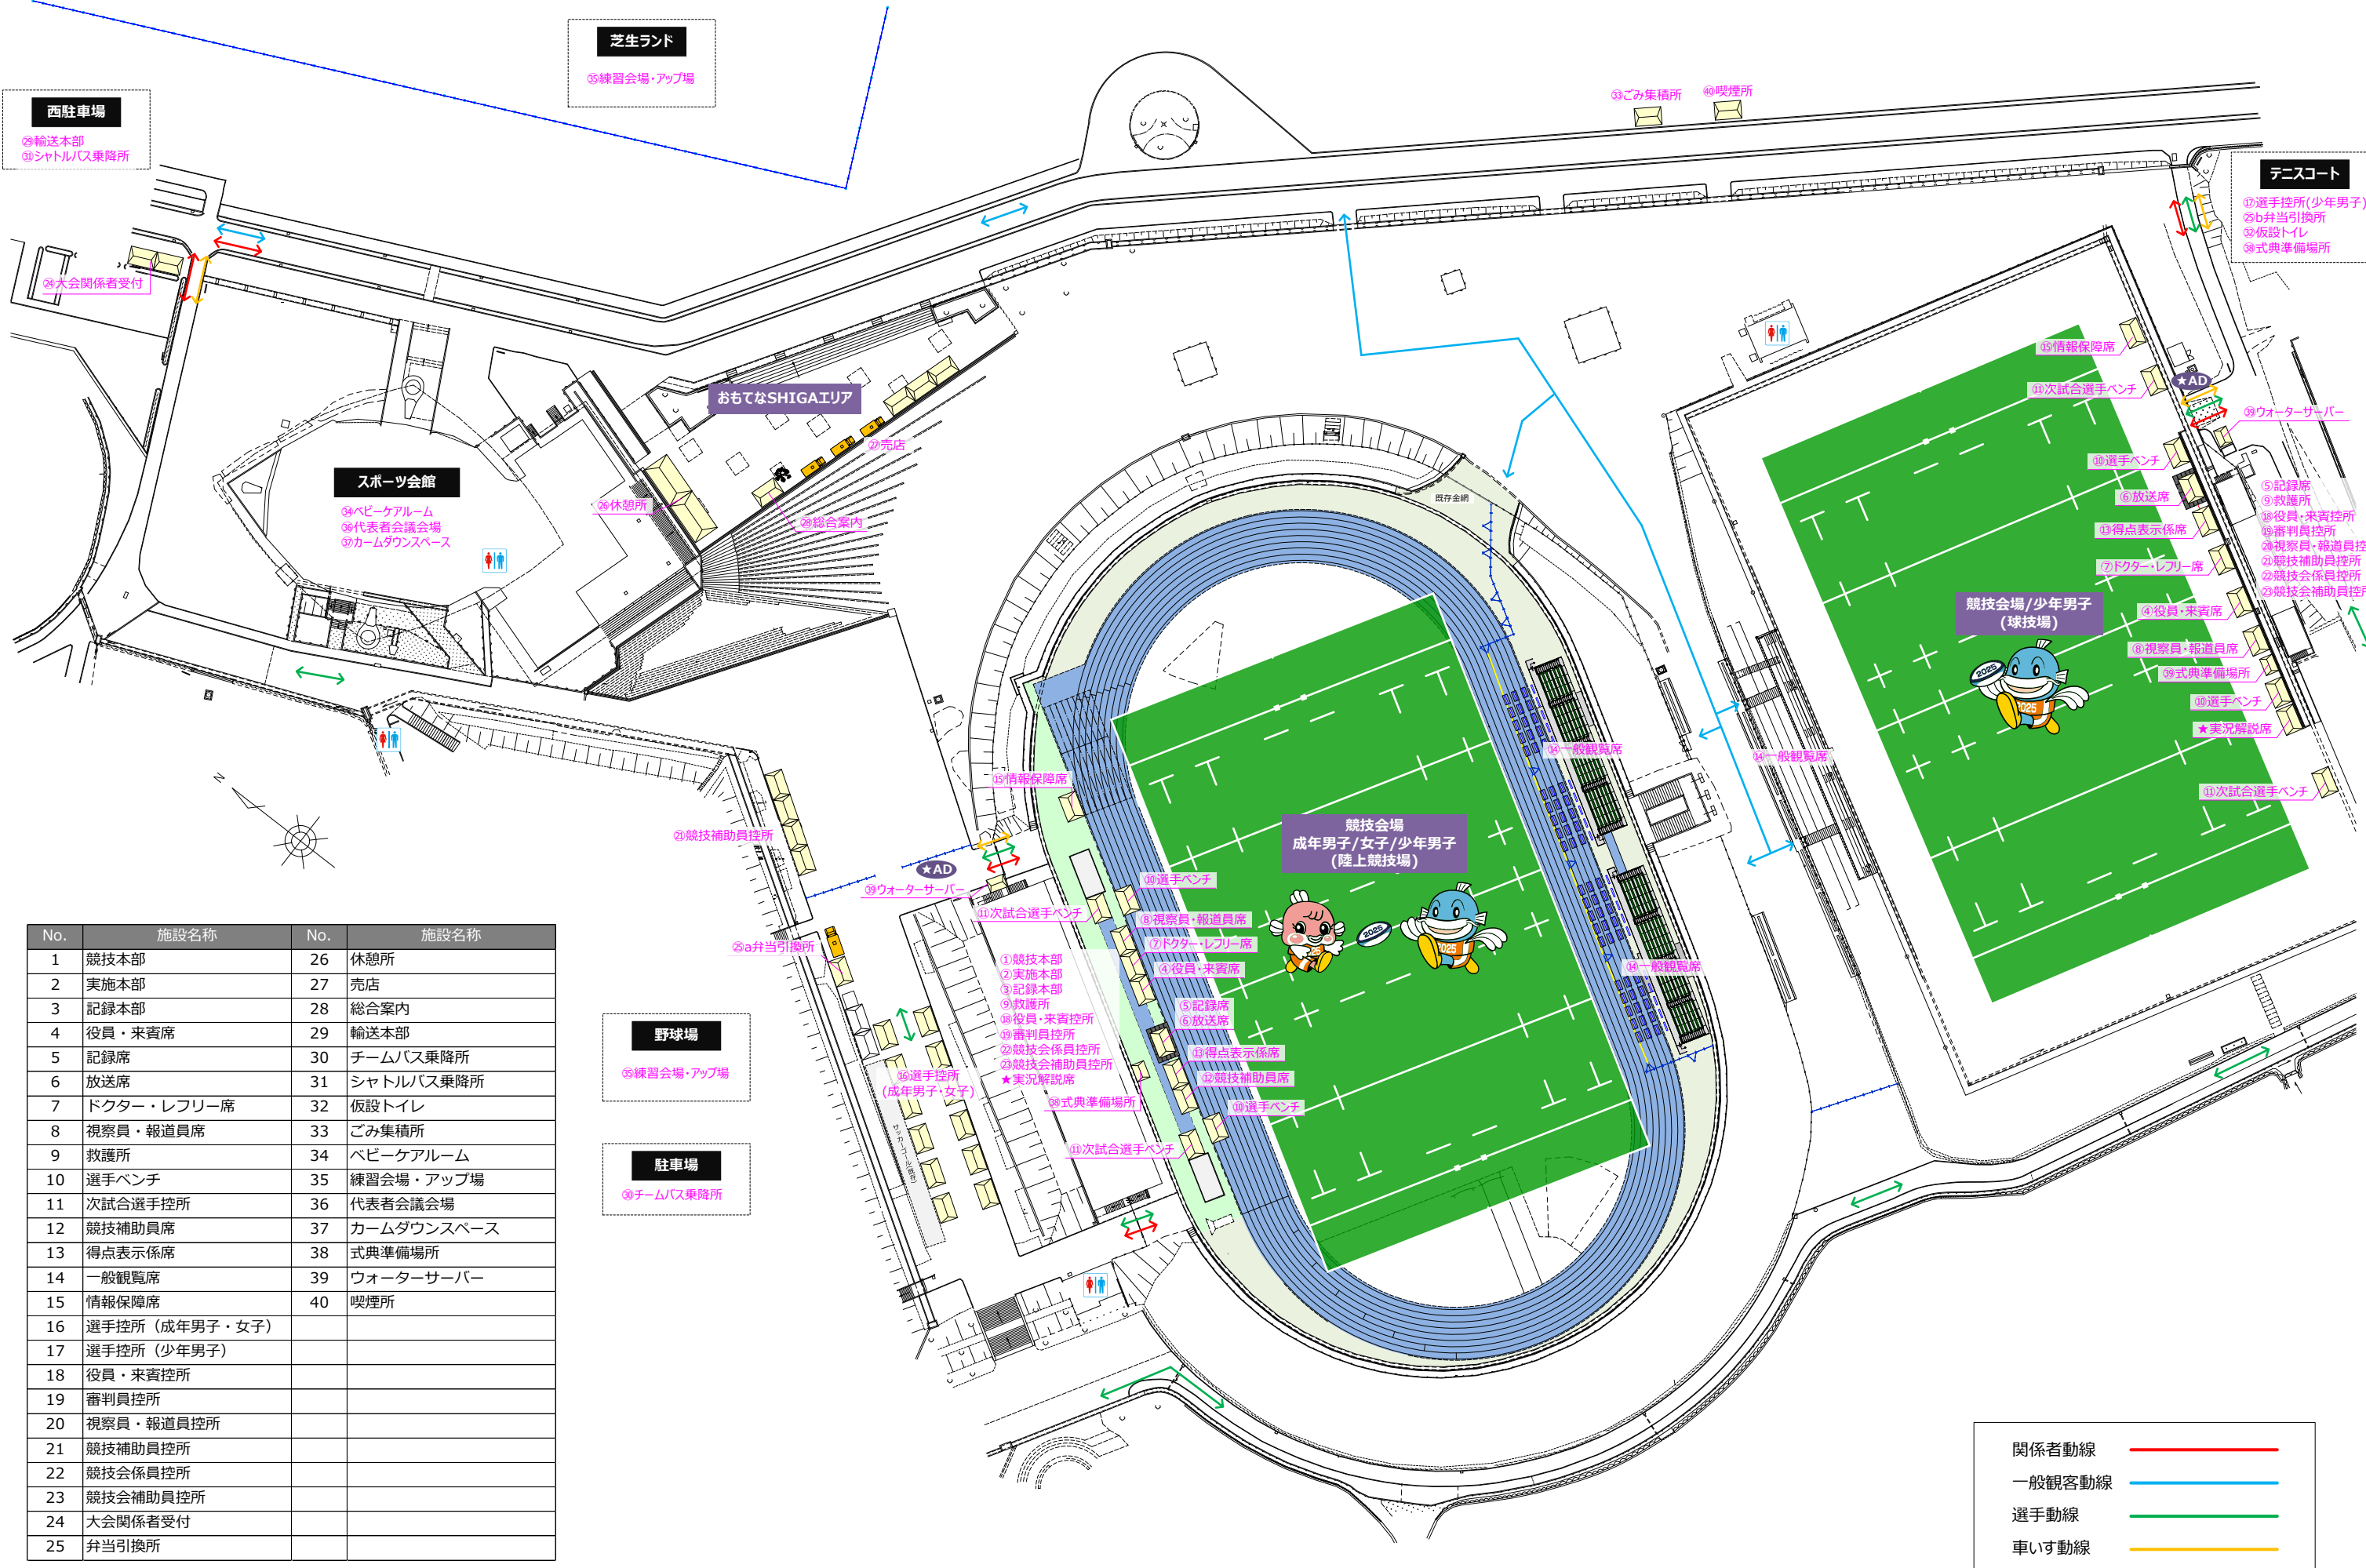 芝生ランド
㉟練習会場・アップ場
西駐車場
㉙輸送本部
㉛シャトルバス乗降所
㉝ごみ集積所
㊵喫煙所
テニスコート
⑰選手控所(少年男子)
㉕b弁当引換所
㉜仮設トイレ
㊳式典準備場所
㉔大会関係者受付
おもてなSHIGAエリア
㉗売店
㉖休憩所
㉘総合案内
スポーツ会館
㉞ベビーケアルーム
㊱代表者会議会場
㊲カームダウンスペース
既存金網
⑮情報保障席
⑪次試合選手ベンチ
★AD
㊴ウォーターサーバー
⑩選手ベンチ
⑥放送席
⑬得点表示係席
⑦ドクター・レフリー席
④役員・来賓席
⑧視察員・報道員席
㊴式典準備場所
⑩選手ベンチ
★実況解説席
⑪次試合選手ベンチ
⑤記録席
⑨救護所
⑱役員・来賓控所
⑲審判員控所
⑳視察員・報道員控
㉑競技補助員控所
㉒競技会係員控所
㉓競技会補助員控所
競技会場/少年男子
(球技場)
2025
2025
⑭一般観覧席
⑭一般観覧席
⑭一般観覧席
競技会場
成年男子/女子/少年男子
(陸上競技場)
2025
2025
N
㉑競技補助員控所
★AD
㊴ウォーターサーバー
㉕a弁当引換所
⑮情報保障席
⑩選手ベンチ
⑪次試合選手ベンチ
⑧視察員・報道員席
⑦ドクター・レフリー席
④役員・来賓席
⑤記録席
⑥放送席
⑬得点表示係席
⑫競技補助員席
⑩選手ベンチ
⑪次試合選手ベンチ
①競技本部
②実施本部
③記録本部
⑨救護所
⑱役員・来賓控所
⑲審判員控所
㉒競技会係員控所
㉓競技会補助員控所
★実況解説席
㊳式典準備場所
⑯選手控所
(成年男子・女子)
野球場
㉟練習会場・アップ場
駐車場
㉚チームバス乗降所
No. 施設名称 No. 施設名称
1 競技本部 26 休憩所
2 実施本部 27 売店
3 記録本部 28 総合案内
4 役員・来賓席 29 輸送本部
5 記録席 30 チームバス乗降所
6 放送席 31 シャトルバス乗降所
7 ドクター・レフリー席 32 仮設トイレ
8 視察員・報道員席 33 ごみ集積所
9 救護所 34 ベビーケアルーム
10 選手ベンチ 35 練習会場・アップ場
11 次試合選手控所 36 代表者会議会場
12 競技補助員席 37 カームダウンスペース
13 得点表示係席 38 式典準備場所
14 一般観覧席 39 ウォーターサーバー
15 情報保障席 40 喫煙所
16 選手控所（成年男子・女子）
17 選手控所（少年男子）
18 役員・来賓控所
19 審判員控所
20 視察員・報道員控所
21 競技補助員控所
22 競技会係員控所
23 競技会補助員控所
24 大会関係者受付
25 弁当引換所
関係者動線
一般観客動線
選手動線
車いす動線